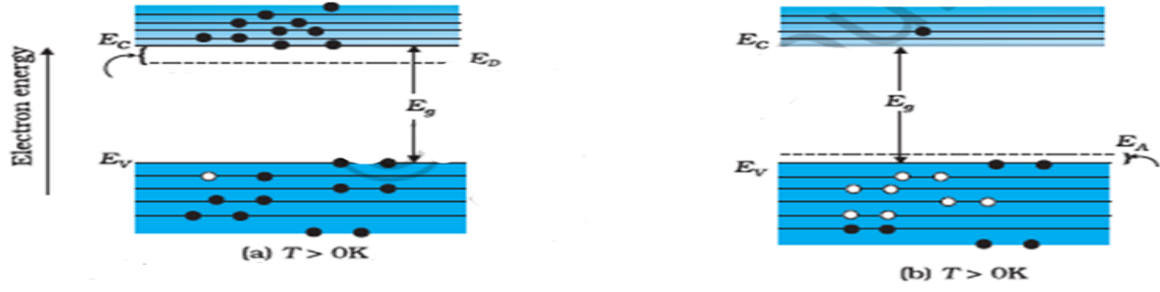 Electron energy
E_C
E_D
E_g
E_V
(a) T > 0K
E_C
E_g
E_A
E_V
(b) T > 0K